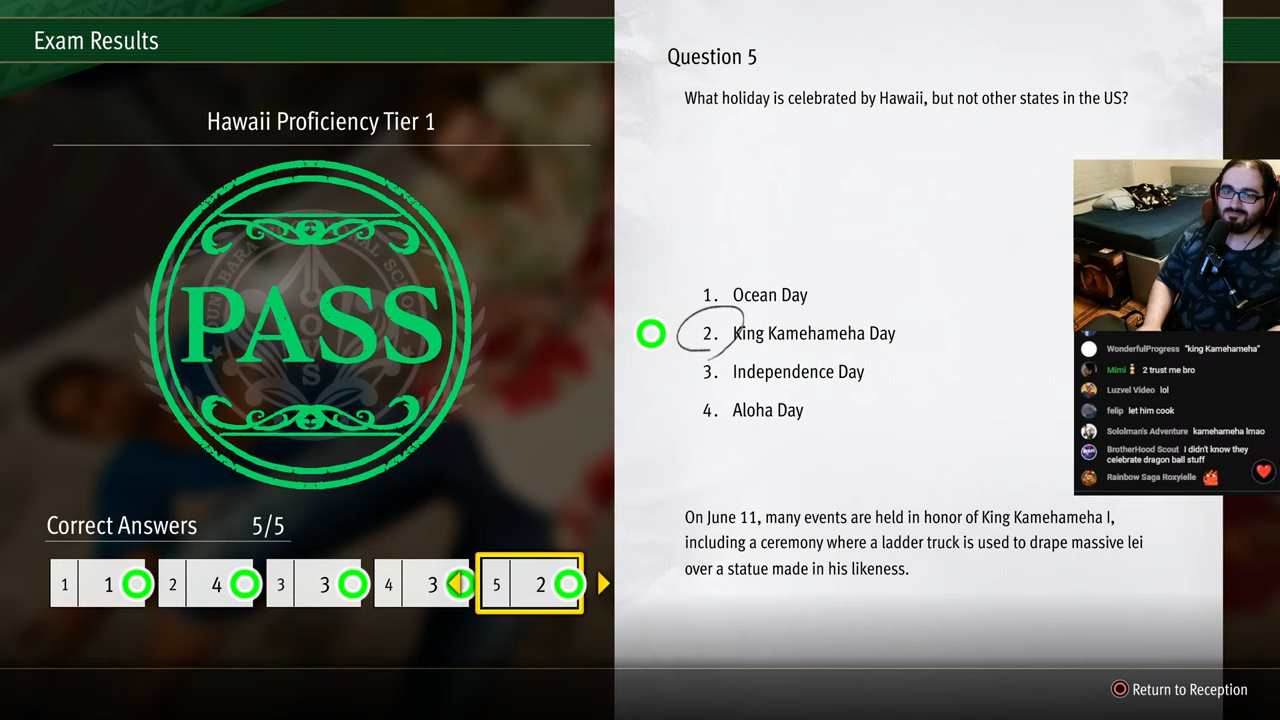 Exam Results
Hawaii Proficiency Tier 1
PASS
Correct Answers 5/5
1 1
2 4
3 3
4 3
5 2
Question 5
What holiday is celebrated by Hawaii, but not other states in the US?
1. Ocean Day
2. King Kamehameha Day
3. Independence Day
4. Aloha Day
On June 11, many events are held in honor of King Kamehameha I,
including a ceremony where a ladder truck is used to drape massive lei
over a statue made in his likeness.
WonderfulProgress "king Kamehameha"
Mimi 2 trust me bro
Luzvel Video lol
felip let him cook
Sololman's Adventure kamehameha lmao
BrotherHood Scout I didn't know they
celebrate dragon ball stuff
Rainbow Saga Roxyielle
Return to Reception